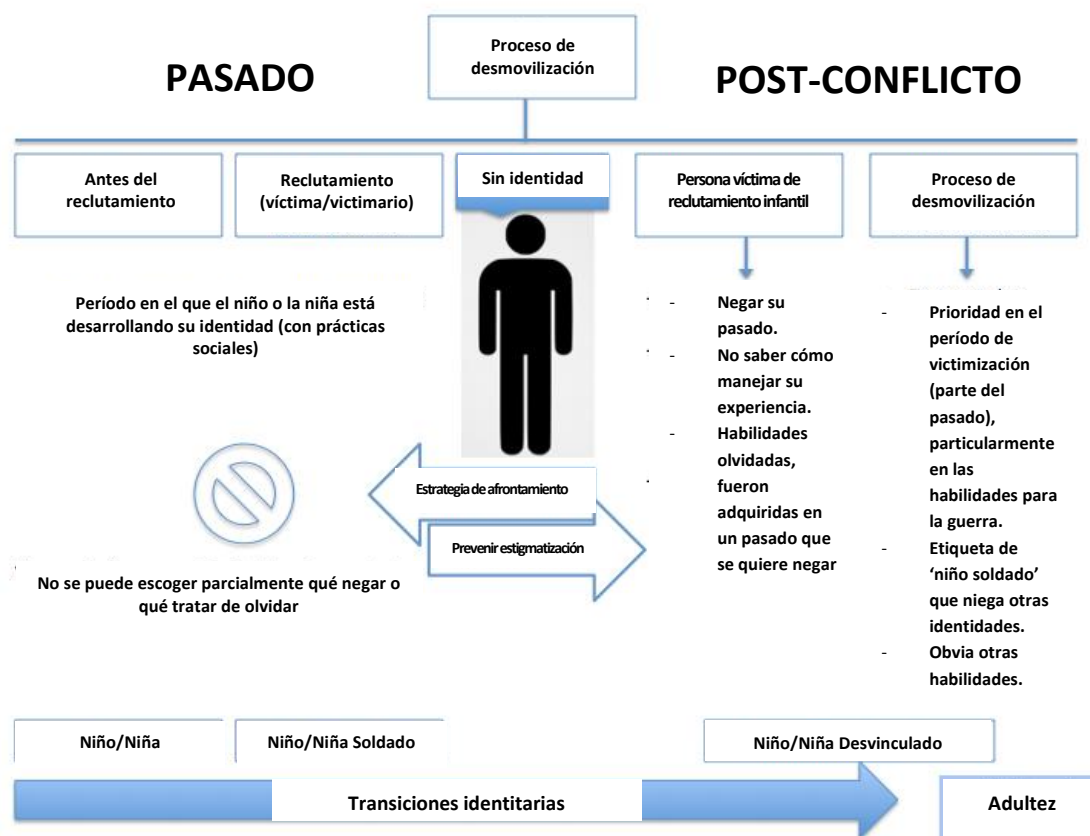 Proceso de
desmovilización
PASADO
POST-CONFLICTO
Antes del
reclutamiento
Reclutamiento
(víctima/victimario)
Sin identidad
Persona víctima de
reclutamiento infantil
Proceso de
desmovilización
Período en el que el niño o la niña está
desarrollando su identidad (con prácticas
sociales)
Estrategia de afrontamiento
Prevenir estigmatización
No se puede escoger parcialmente qué negar o
qué tratar de olvidar
- Negar su
pasado.
- No saber cómo
manejar su
experiencia.
- Habilidades
olvidadas,
fueron
adquiridas en
un pasado que
se quiere negar
- Prioridad en el
período de
victimización
(parte del
pasado),
particularmente
en las
habilidades para
la guerra.
- Etiqueta de
‘niño soldado’
que niega otras
identidades.
- Obvia otras
habilidades.
Niño/Niña
Niño/Niña Soldado
Niño/Niña Desvinculado
Transiciones identitarias
Adultez